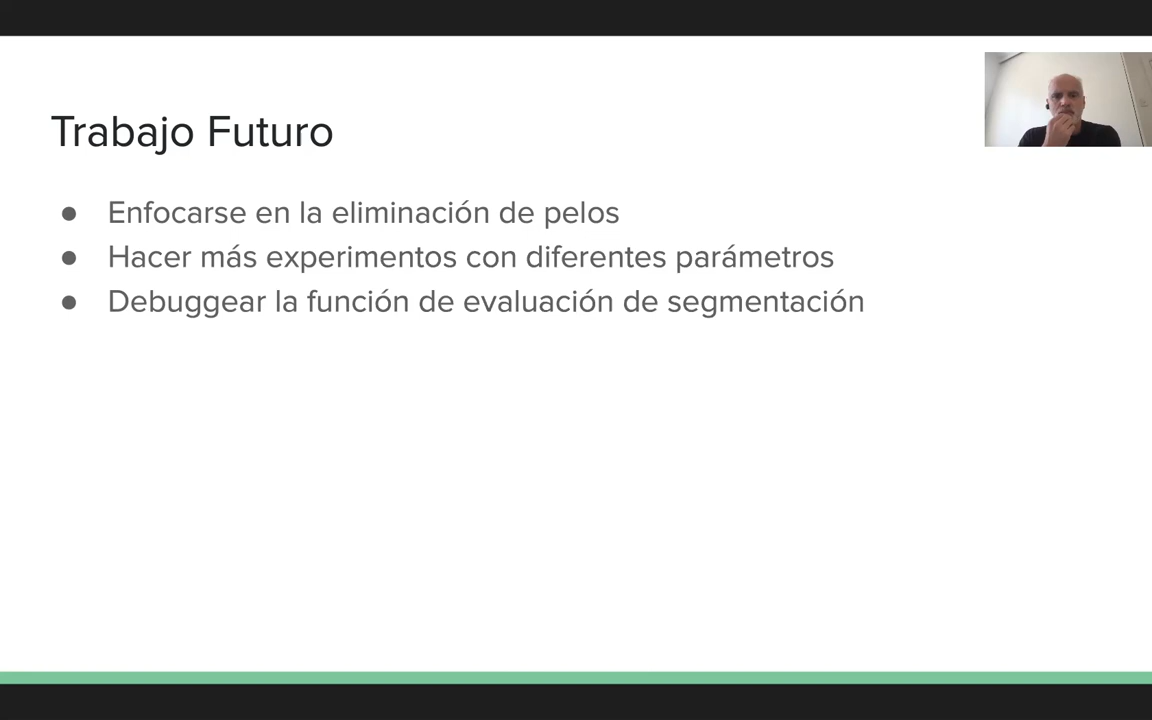 Trabajo Futuro
● Enfocarse en la eliminación de pelos
● Hacer más experimentos con diferentes parámetros
● Debuggear la función de evaluación de segmentación